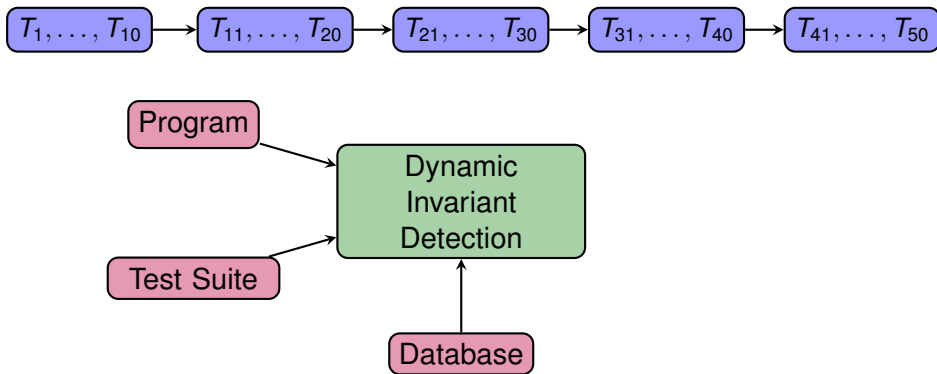 T₁, . . . , T₁₀
T₁₁, . . . , T₂₀
T₂₁, . . . , T₃₀
T₃₁, . . . , T₄₀
T₄₁, . . . , T₅₀
Program
Dynamic
Invariant
Detection
Test Suite
Database